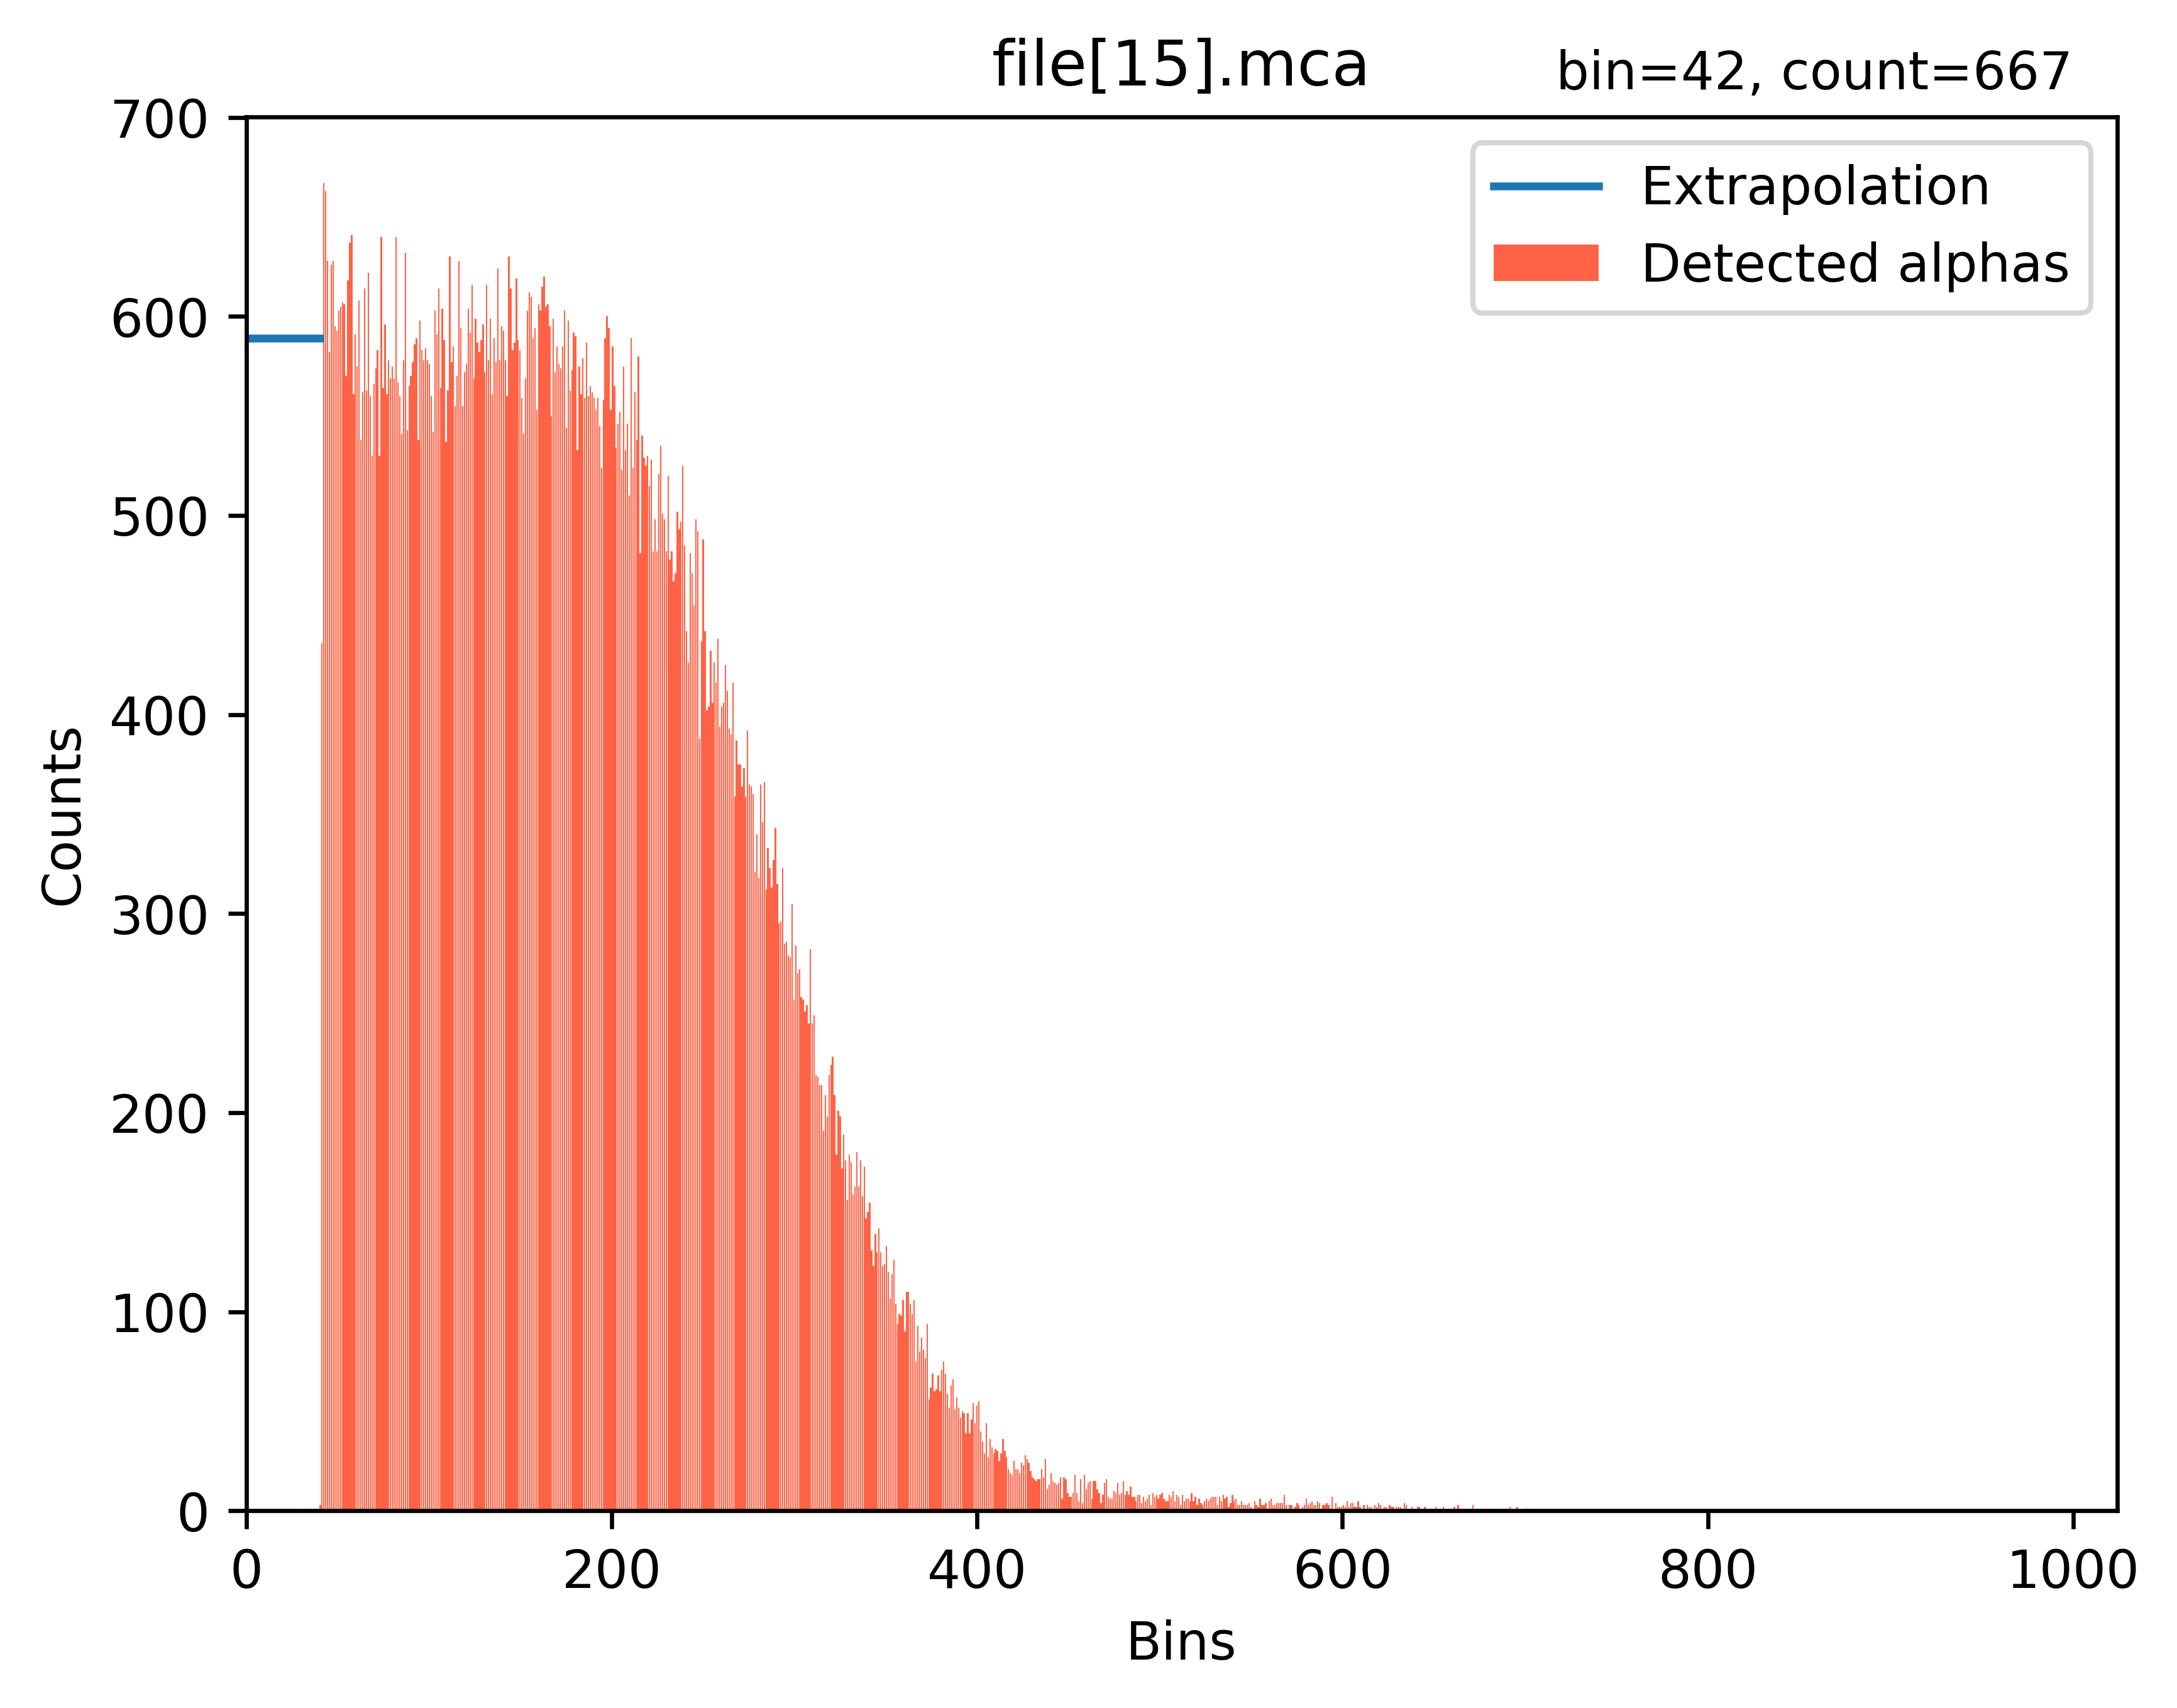 file[15].mca
bin=42, count=667
Extrapolation
Detected alphas
700
600
500
400
300
200
100
0
Counts
0 200 400 600 800 1000
Bins